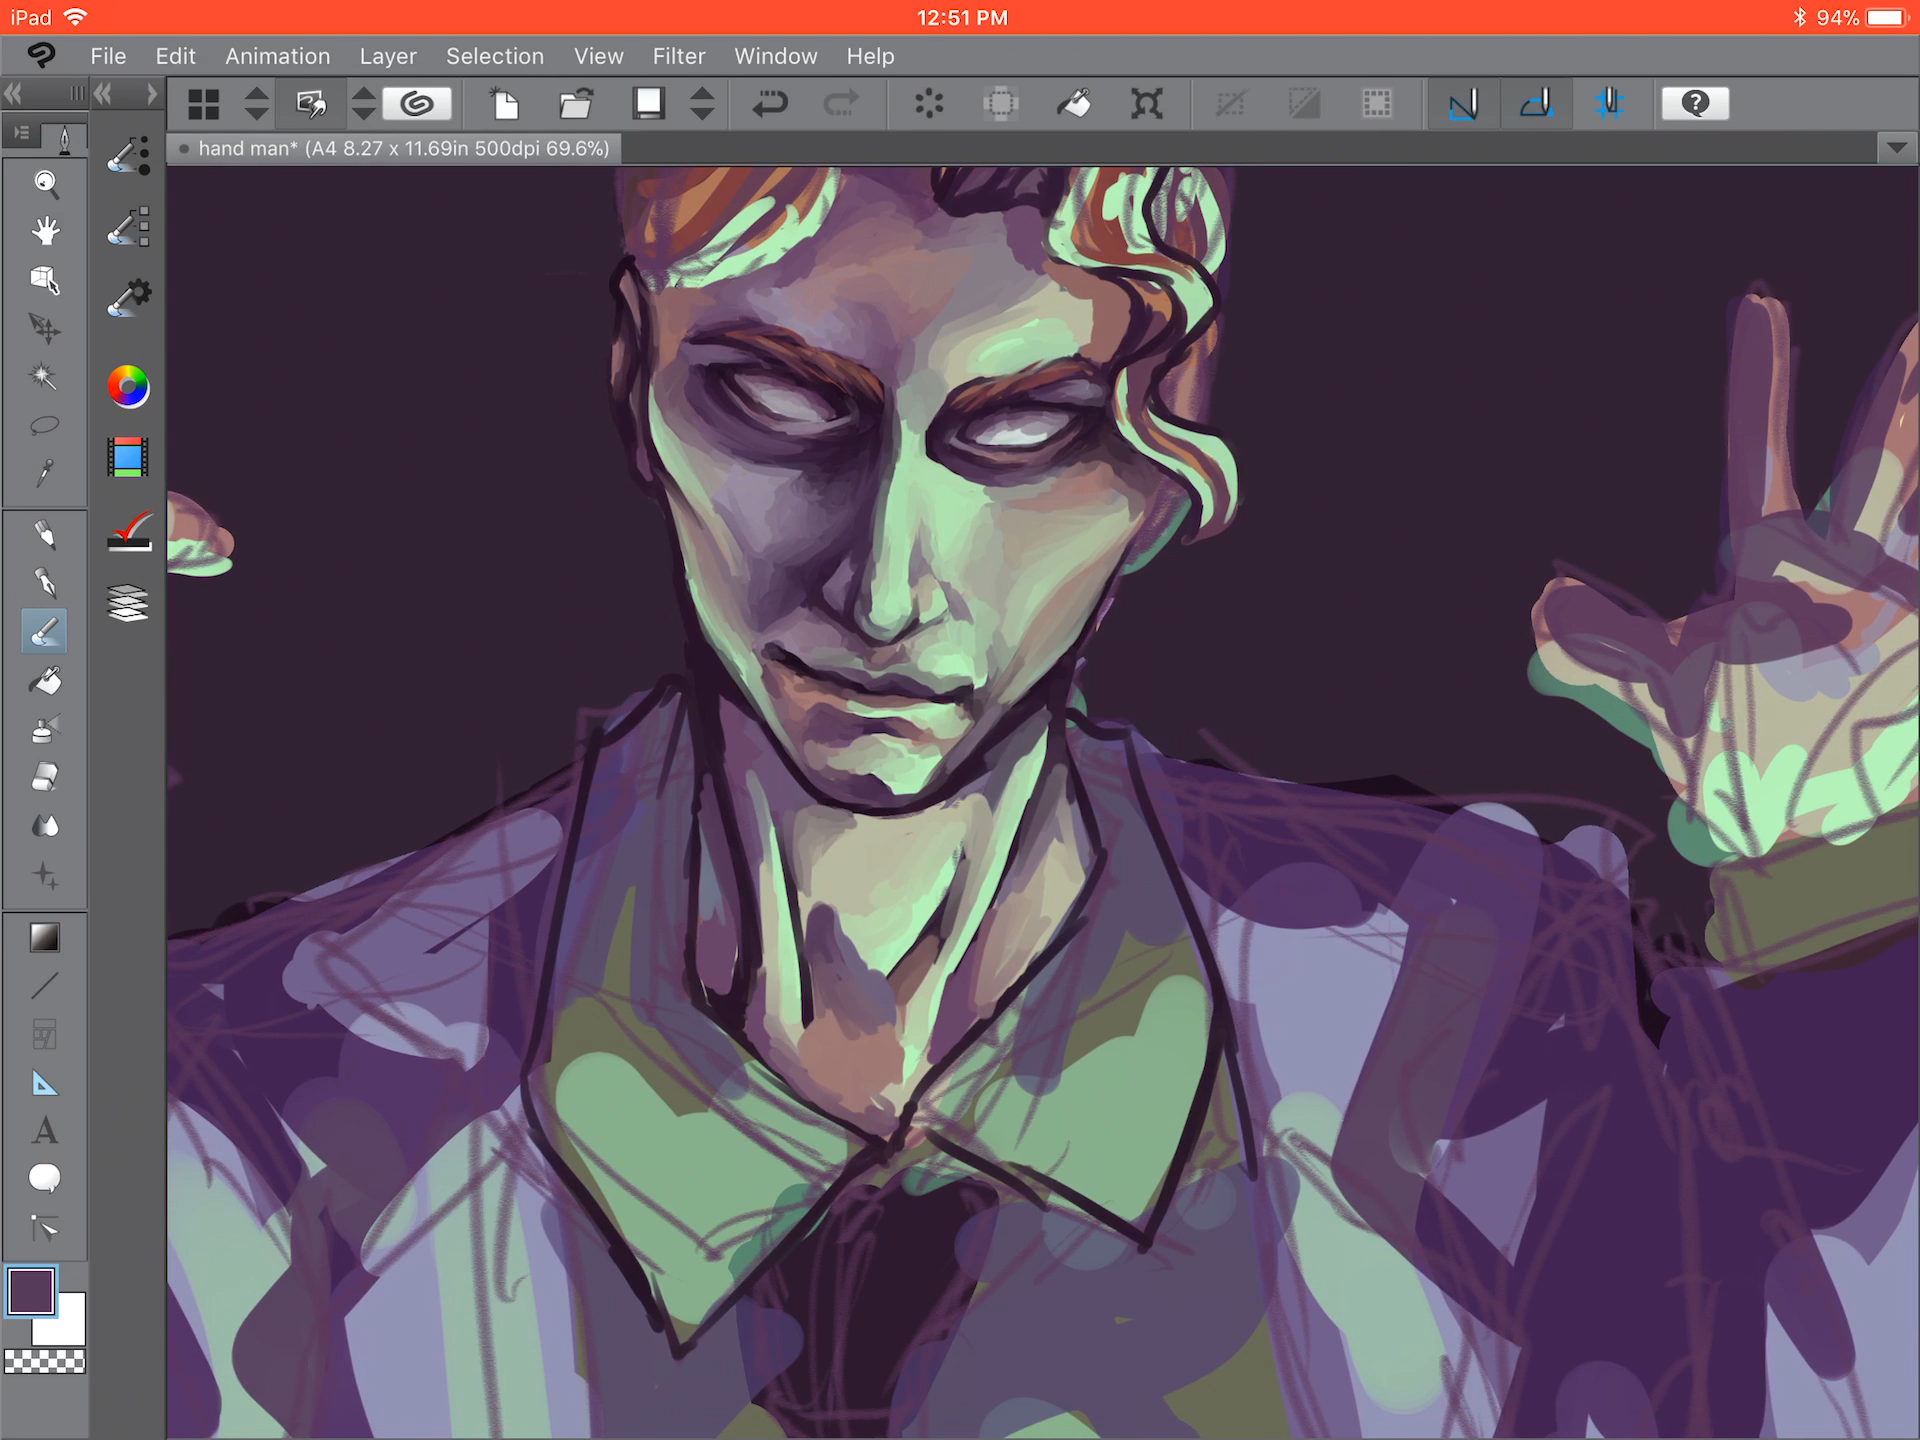 iPad 12:51 PM 94%
File Edit Animation Layer Selection View Filter Window Help
hand man* (A4 8.27 x 11.69in 500dpi 69.6%)
A